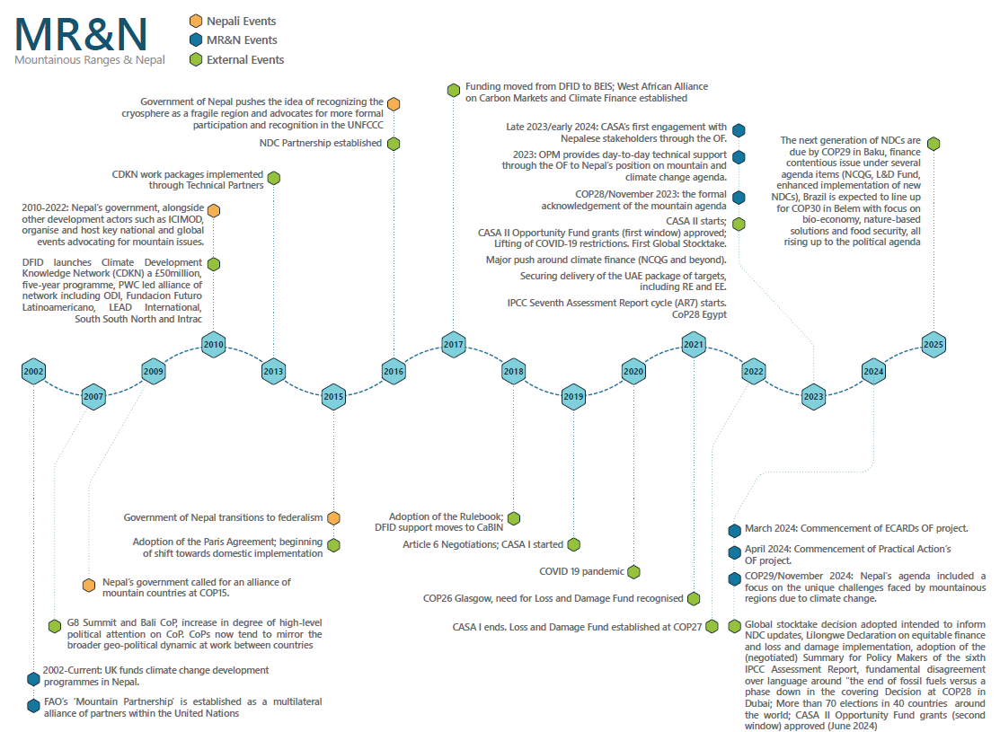 MR&N
Mountainous Ranges & Nepal
Nepali Events
MR&N Events
External Events
Government of Nepal pushes the idea of recognizing the
cryosphere as a fragile region and advocates for more formal
participation and recognition in the UNFCCC
NDC Partnership established
CDKN work packages implemented
through Technical Partners
2010-2022: Nepal's government, alongside
other development actors such as ICIMOD,
organise and host key national and global
events advocating for mountain issues.
DFID launches Climate Development
Knowledge Network (CDKN) a £50million,
five-year programme, PWC led alliance of
network including ODI, Fundacion Futuro
Latinoamericano, LEAD International,
South South North and Intrac
Funding moved from DFID to BEIS; West African Alliance
on Carbon Markets and Climate Finance established
Late 2023/early 2024: CASA's first engagement with
Nepalese stakeholders through the OF.
2023: OPM provides day-to-day technical support
through the OF to Nepal's position on mountain and
climate change agenda.
COP28/November 2023: the formal
acknowledgement of the mountain agenda
CASA II starts;
CASA II Opportunity Fund grants (first window) approved;
Lifting of COVID-19 restrictions. First Global Stocktake.
Major push around climate finance (NCQG and beyond).
Securing delivery of the UAE package of targets,
including RE and EE.
IPCC Seventh Assessment Report cycle (AR7) starts.
CoP28 Egypt
The next generation of NDCs are
due by COP29 in Baku, finance
contentious issue under several
agenda items (NCQG, L&D Fund,
enhanced implementation of new
NDCs), Brazil is expected to line up
for COP30 in Belem with focus on
bio-economy, nature-based
solutions and food security, all
rising up to the political agenda
2002
2007
2009
2010
2013
2015
2016
2017
2018
2019
2020
2021
2022
2023
2024
2025
Government of Nepal transitions to federalism
Adoption of the Paris Agreement; beginning
of shift towards domestic implementation
Nepal's government called for an alliance of
mountain countries at COP15.
G8 Summit and Bali CoP, increase in degree of high-level
political attention on CoP. CoPs now tend to mirror the
broader geo-political dynamic at work between countries
2002-Current: UK funds climate change development
programmes in Nepal.
FAO's 'Mountain Partnership' is established as a multilateral
alliance of partners within the United Nations
Adoption of the Rulebook;
DFID support moves to CaBIN
Article 6 Negotiations; CASA I started
COVID 19 pandemic
COP26 Glasgow, need for Loss and Damage Fund recognised
CASA I ends. Loss and Damage Fund established at COP27
March 2024: Commencement of ECARDs OF project.
April 2024: Commencement of Practical Action's
OF project.
COP29/November 2024: Nepal's agenda included a
focus on the unique challenges faced by mountainous
regions due to climate change.
Global stocktake decision adopted intended to inform
NDC updates, Lilongwe Declaration on equitable finance
and loss and damage implementation, adoption of the
(negotiated) Summary for Policy Makers of the sixth
IPCC Assessment Report, fundamental disagreement
over language around "the end of fossil fuels versus a
phase down in the covering Decision at COP28 in
Dubai; More than 70 elections in 40 countries around
the world; CASA II Opportunity Fund grants (second
window) approved (June 2024)